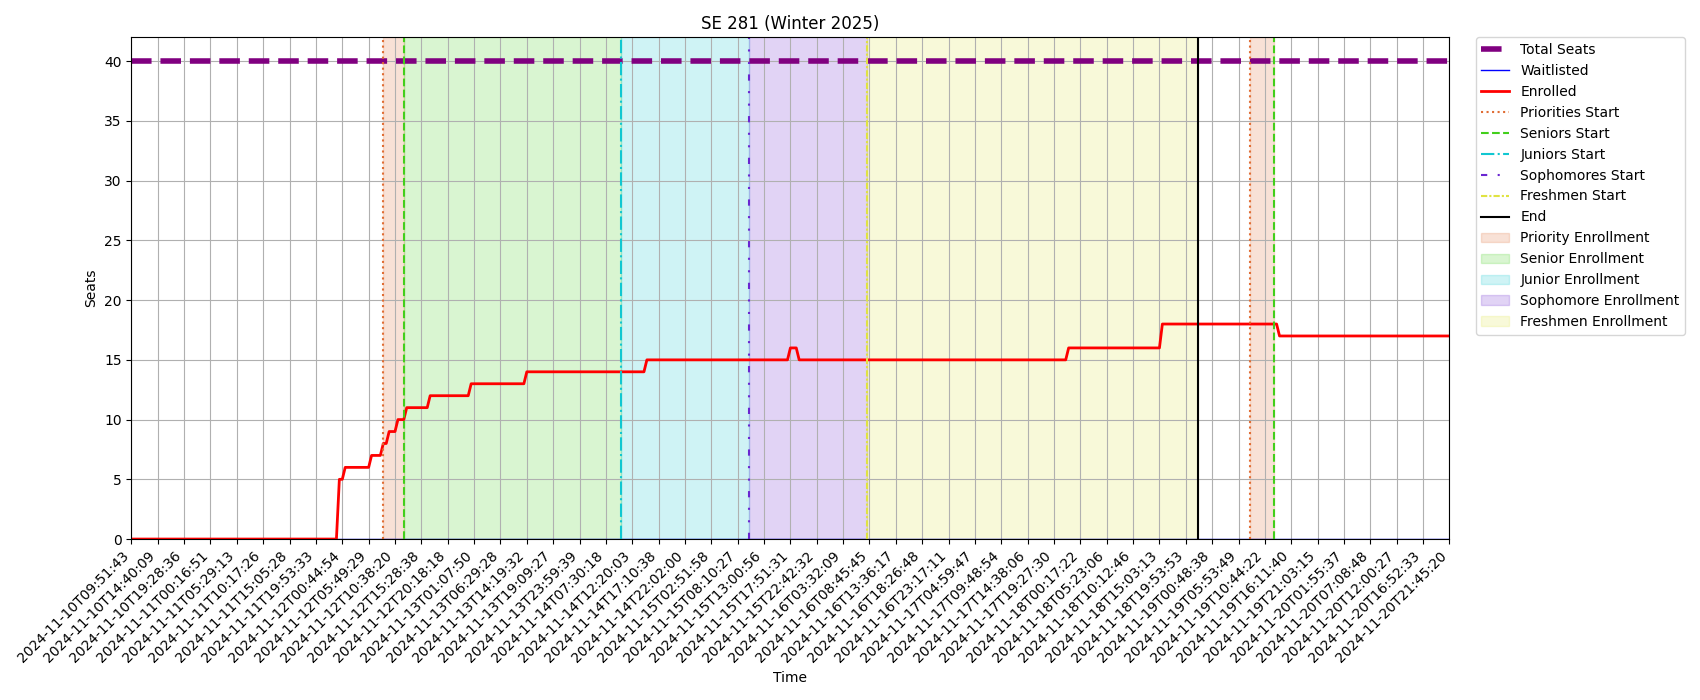 SE 281 (Winter 2025)
Seats
40
35
30
25
20
15
10
5
0
2024-11-10T09:51:43
2024-11-10T14:40:09
2024-11-10T19:28:36
2024-11-11T00:16:51
2024-11-11T05:29:13
2024-11-11T10:17:26
2024-11-11T15:05:28
2024-11-11T19:53:33
2024-11-12T00:44:54
2024-11-12T05:49:29
2024-11-12T10:38:20
2024-11-12T15:28:38
2024-11-12T20:18:18
2024-11-13T01:07:50
2024-11-13T06:29:28
2024-11-13T14:19:32
2024-11-13T19:09:27
2024-11-13T23:59:39
2024-11-14T07:30:18
2024-11-14T12:20:03
2024-11-14T17:10:38
2024-11-14T22:02:00
2024-11-15T02:51:58
2024-11-15T08:10:27
2024-11-15T13:00:56
2024-11-15T17:51:31
2024-11-15T22:42:32
2024-11-16T03:32:09
2024-11-16T08:45:45
2024-11-16T13:36:17
2024-11-16T18:26:48
2024-11-16T23:17:11
2024-11-17T04:59:47
2024-11-17T09:48:54
2024-11-17T14:38:06
2024-11-17T19:27:30
2024-11-18T00:17:22
2024-11-18T05:23:06
2024-11-18T10:12:46
2024-11-18T15:03:13
2024-11-18T19:53:53
2024-11-19T00:48:38
2024-11-19T05:53:49
2024-11-19T10:44:22
2024-11-19T16:11:40
2024-11-19T21:03:15
2024-11-20T01:55:37
2024-11-20T07:08:48
2024-11-20T12:00:27
2024-11-20T16:52:33
2024-11-20T21:45:20
Time
Total Seats
Waitlisted
Enrolled
Priorities Start
Seniors Start
Juniors Start
Sophomores Start
Freshmen Start
End
Priority Enrollment
Senior Enrollment
Junior Enrollment
Sophomore Enrollment
Freshmen Enrollment